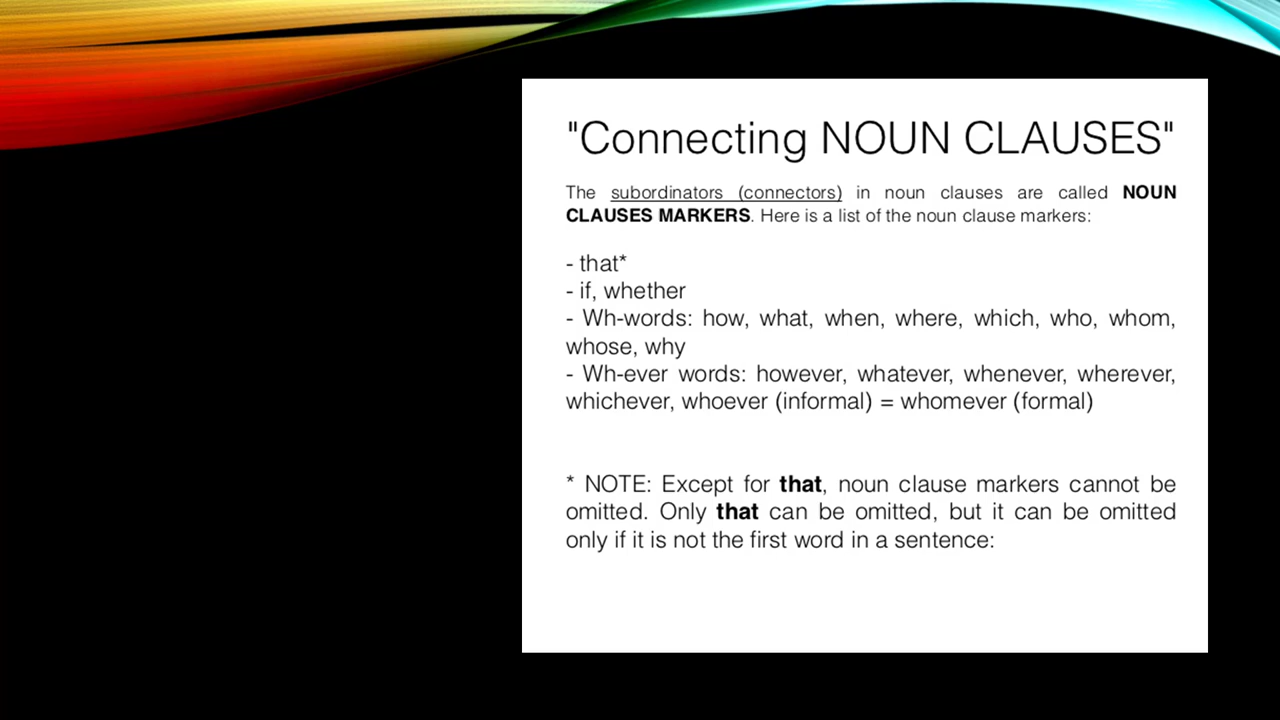 "Connecting NOUN CLAUSES"
The subordinators (connectors) in noun clauses are called NOUN
CLAUSES MARKERS. Here is a list of the noun clause markers:
- that*
- if, whether
- Wh-words: how, what, when, where, which, who, whom,
whose, why
- Wh-ever words: however, whatever, whenever, wherever,
whichever, whoever (informal) = whomever (formal)
* NOTE: Except for that, noun clause markers cannot be
omitted. Only that can be omitted, but it can be omitted
only if it is not the first word in a sentence: